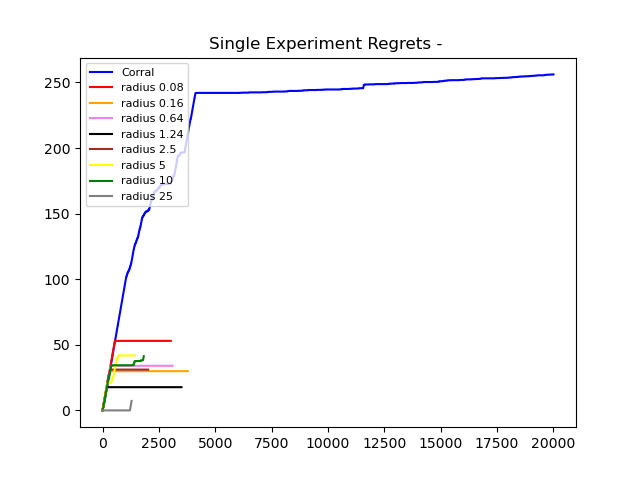 Single Experiment Regrets -
Corral
radius 0.08
radius 0.16
radius 0.64
radius 1.24
radius 2.5
radius 5
radius 10
radius 25
250
200
150
100
50
0
0 2500 5000 7500 10000 12500 15000 17500 20000